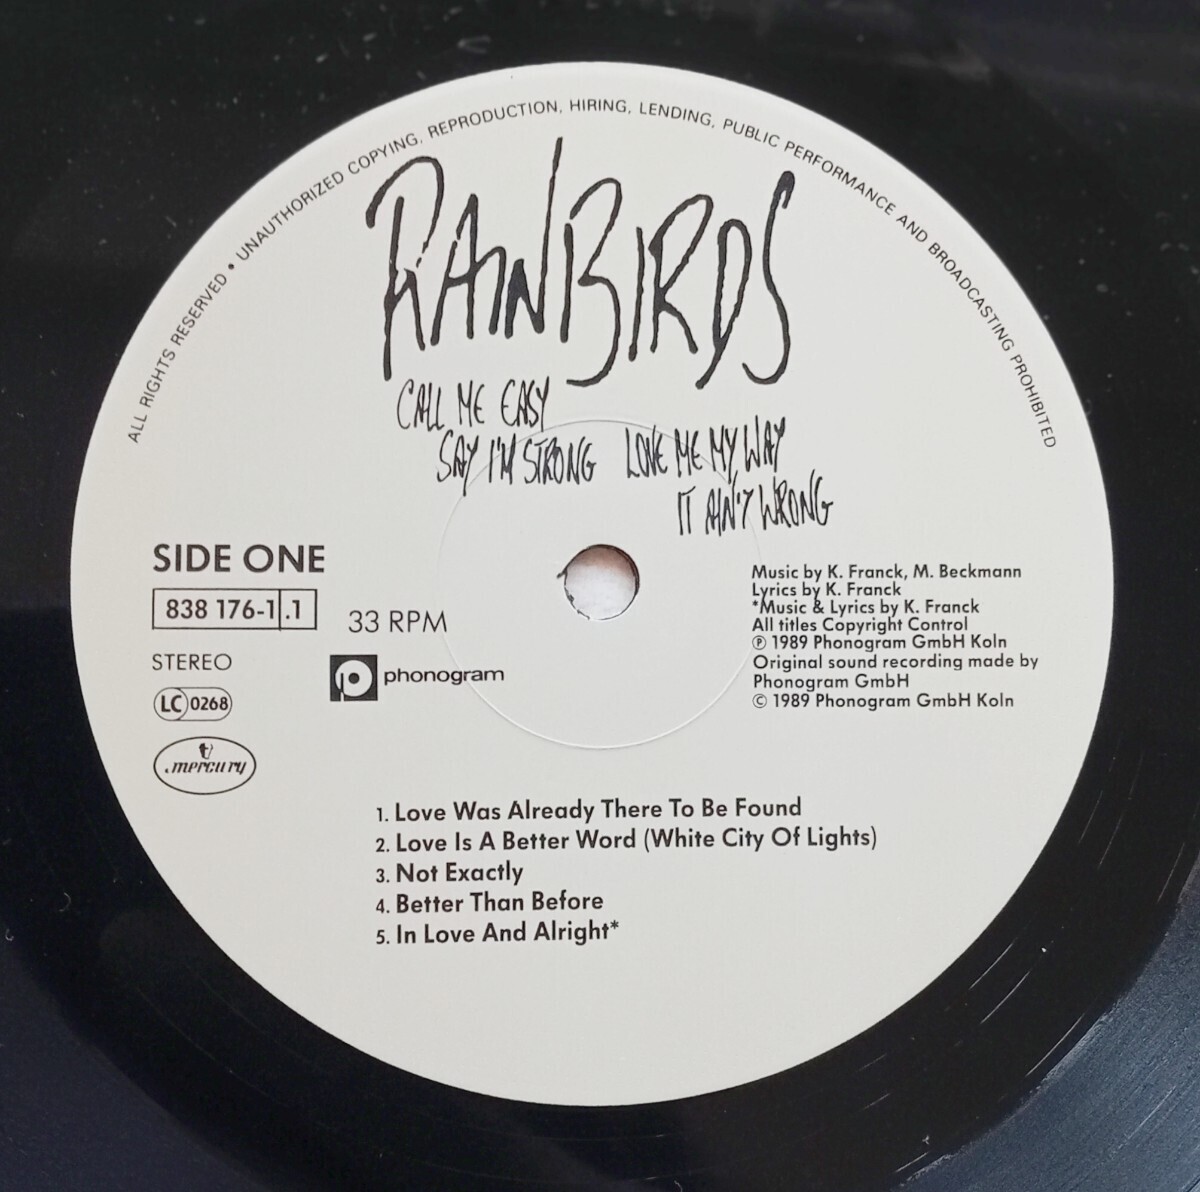 ALL RIGHTS RESERVED • UNAUTHORIZED COPYING, REPRODUCTION, HIRING, LENDING, PUBLIC PERFORMANCE AND BROADCASTING PROHIBITED
RAINBIRDS
CALL ME EASY
SAY I'M STRONG LOVE ME MY WAY
IT AIN'T WRONG
SIDE ONE
838 176-1 .1
33 RPM
STEREO
phonogram
LC 0268
mercury
Music by K. Franck, M. Beckmann
Lyrics by K. Franck
*Music & Lyrics by K. Franck
All titles Copyright Control
℗ 1989 Phonogram GmbH Koln
Original sound recording made by
Phonogram GmbH
© 1989 Phonogram GmbH Koln
1. Love Was Already There To Be Found
2. Love Is A Better Word (White City Of Lights)
3. Not Exactly
4. Better Than Before
5. In Love And Alright*